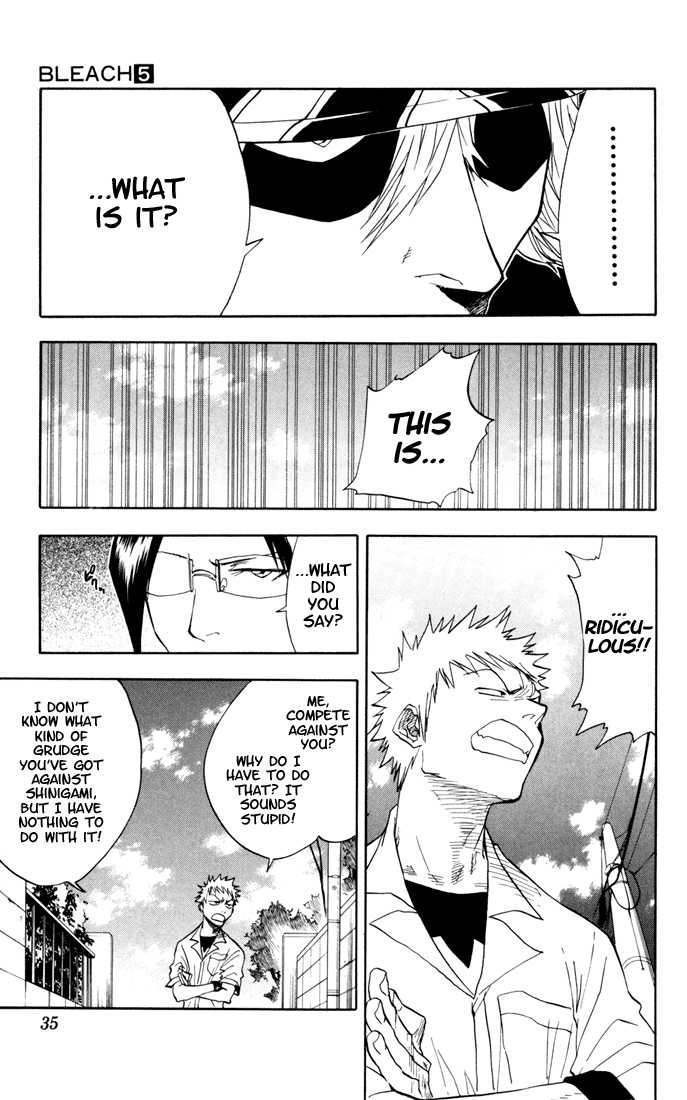 BLEACH 5
.........
...WHAT
IS IT?
THIS
IS...
...
RIDICU-
LOUS!!
...WHAT
DID
YOU
SAY?
ME,
COMPETE
AGAINST
YOU?
WHY DO I
HAVE TO DO
THAT? IT
SOUNDS
STUPID!
I DON'T
KNOW WHAT
KIND OF
GRUDGE
YOU'VE GOT
AGAINST
SHINIGAMI,
BUT I HAVE
NOTHING TO
DO WITH IT!
35